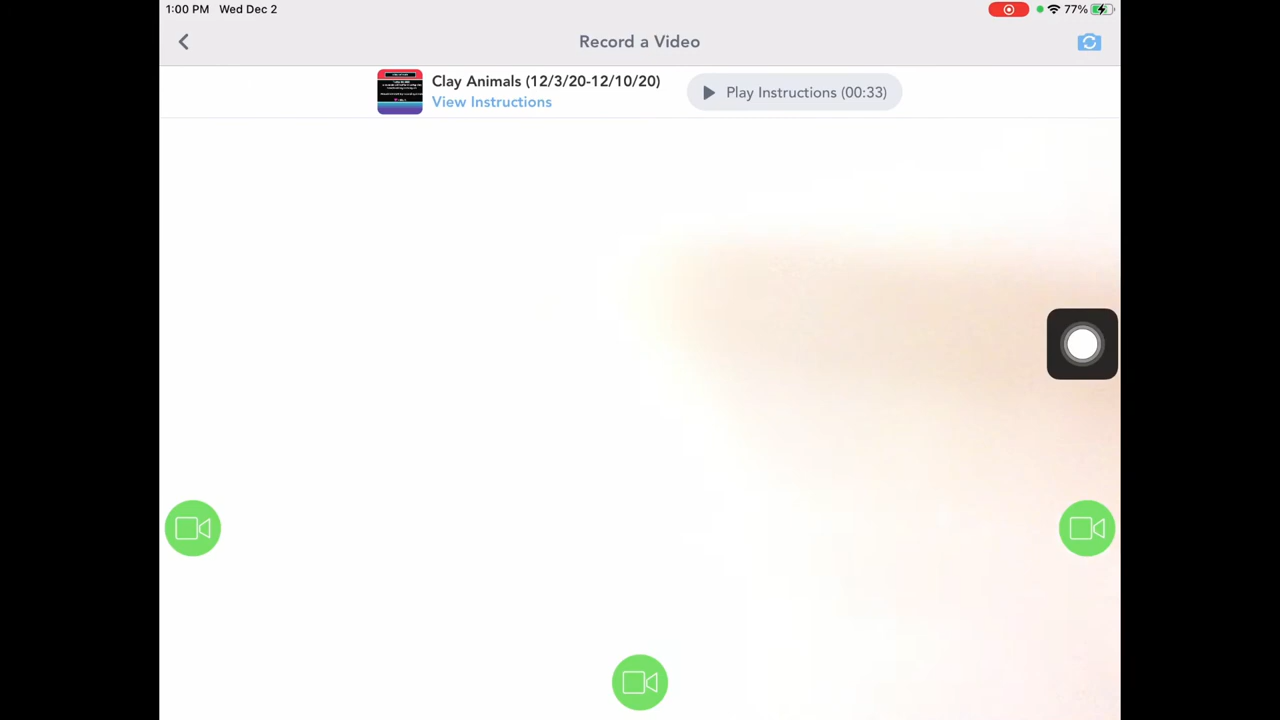 1:00 PM Wed Dec 2
77%
Record a Video
Clay Animals (12/3/20-12/10/20)
View Instructions
Play Instructions (00:33)